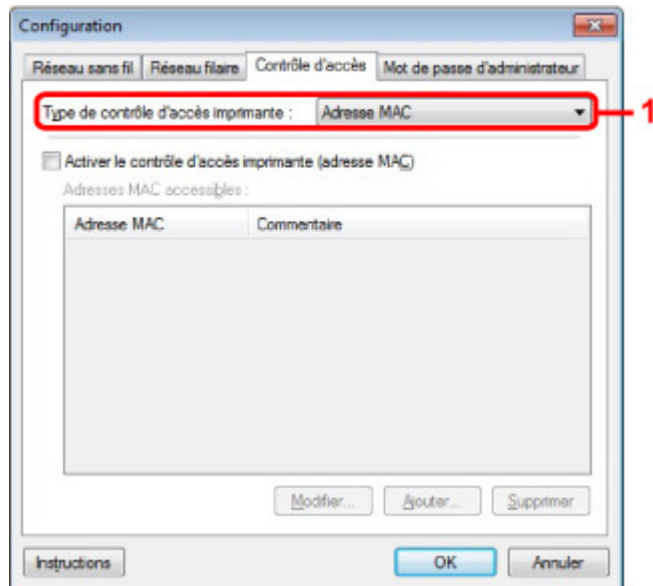 Configuration
Réseau sans fil Réseau filaire Contrôle d'accès Mot de passe d'administrateur
Type de contrôle d'accès imprimante : Adresse MAC 1
Activer le contrôle d'accès imprimante (adresse MAC)
Adresses MAC accessibles :
Adresse MAC Commentaire
Modifier... Ajouter... Supprimer
Instructions OK Annuler